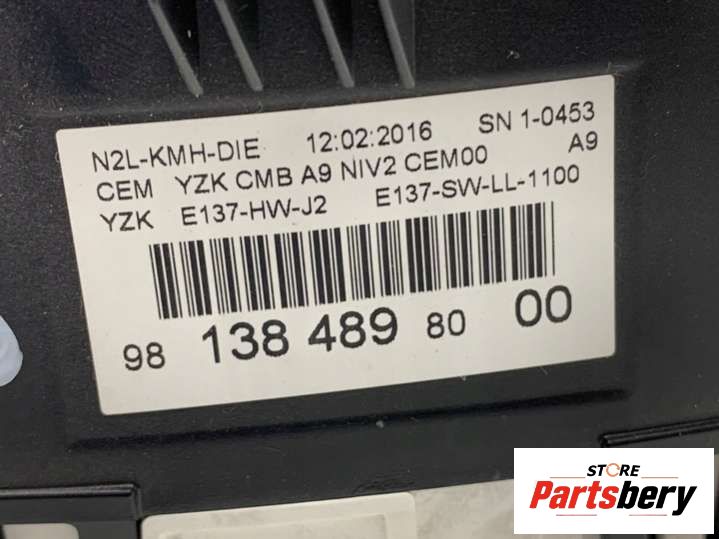 N2L-KMH-DIE 12:02:2016 SN 1-0453
CEM YZK CMB A9 NIV2 CEM00 A9
YZK E137-HW-J2 E137-SW-LL-1100
98 138 489 80 00
STORE
Partsbery